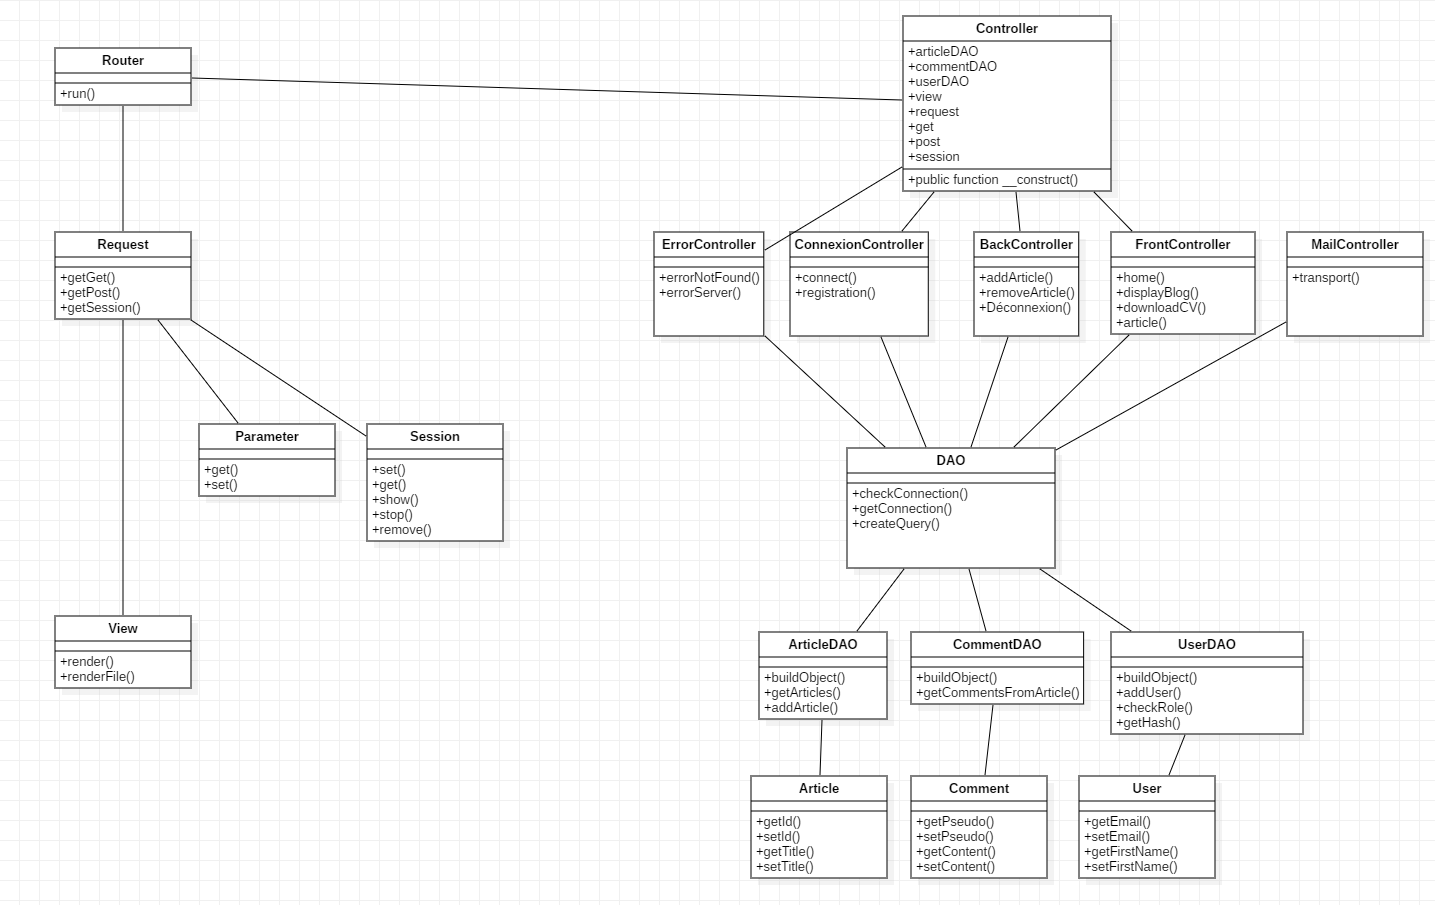 Controller
+articleDAO
+commentDAO
+userDAO
+view
+request
+get
+post
+session
+public function __construct()
Router
+run()
Request
+getGet()
+getPost()
+getSession()
ErrorController
+errorNotFound()
+errorServer()
ConnexionController
+connect()
+registration()
BackController
+addArticle()
+removeArticle()
+Déconnexion()
FrontController
+home()
+displayBlog()
+downloadCV()
+article()
MailController
+transport()
Parameter
+get()
+set()
Session
+set()
+get()
+show()
+stop()
+remove()
DAO
+checkConnection()
+getConnection()
+createQuery()
View
+render()
+renderFile()
ArticleDAO
+buildObject()
+getArticles()
+addArticle()
CommentDAO
+buildObject()
+getCommentsFromArticle()
UserDAO
+buildObject()
+addUser()
+checkRole()
+getHash()
Article
+getId()
+setId()
+getTitle()
+setTitle()
Comment
+getPseudo()
+setPseudo()
+getContent()
+setContent()
User
+getEmail()
+setEmail()
+getFirstName()
+setFirstName()